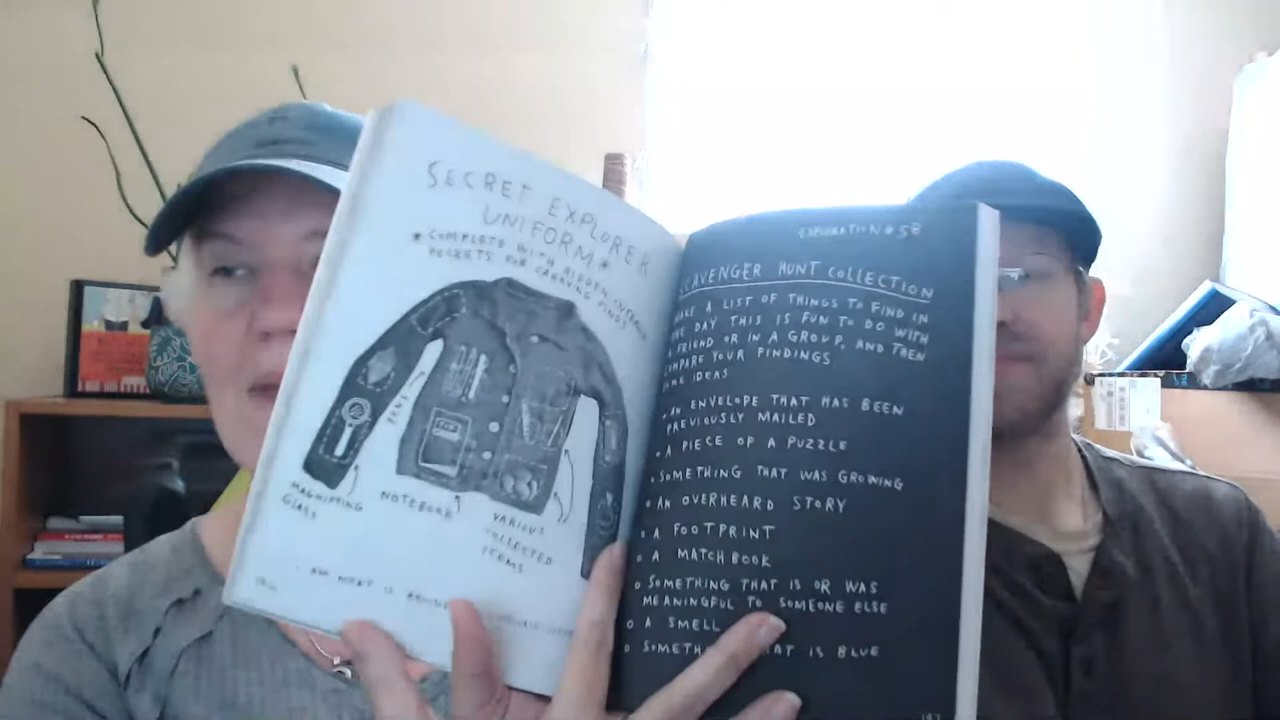 SECRET EXPLORER
UNIFORM*
*COMPLETE WITH HIDDEN INTERIOR
POCKETS FOR CARRYING FINDS
PENCILS
MAGNIFYING
GLASS
NOTEBOOK
VARIOUS
COLLECTED
ITEMS
EXPLORATION #58
SCAVENGER HUNT COLLECTION
MAKE A LIST OF THINGS TO FIND IN
THE DAY THIS IS FUN TO DO WITH
A FRIEND OR IN A GROUP, AND THEN
COMPARE YOUR FINDINGS
SOME IDEAS
• AN ENVELOPE THAT HAS BEEN
PREVIOUSLY MAILED
• A PIECE OF A PUZZLE
• SOMETHING THAT WAS GROWING
• AN OVERHEARD STORY
• A FOOTPRINT
• A MATCHBOOK
• SOMETHING THAT IS OR WAS
MEANINGFUL TO SOMEONE ELSE
• A SMELL
• SOMETHING THAT IS BLUE